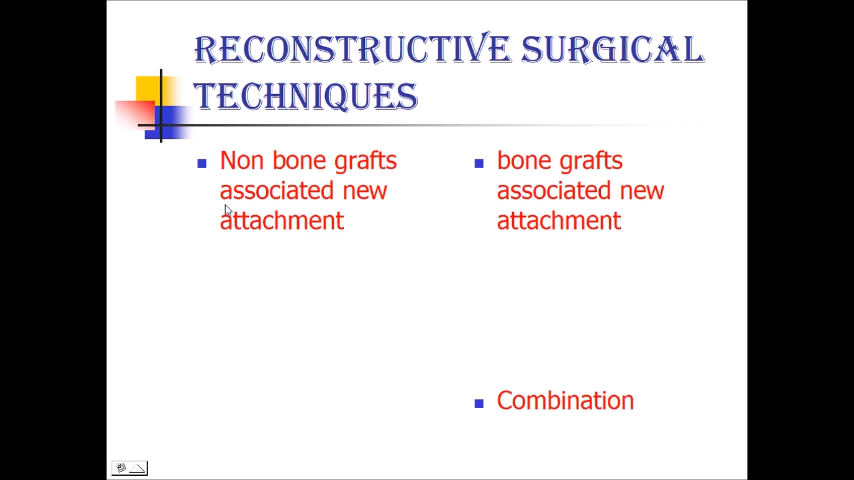 RECONSTRUCTIVE SURGICAL
TECHNIQUES
Non bone grafts
associated new
attachment
bone grafts
associated new
attachment
Combination